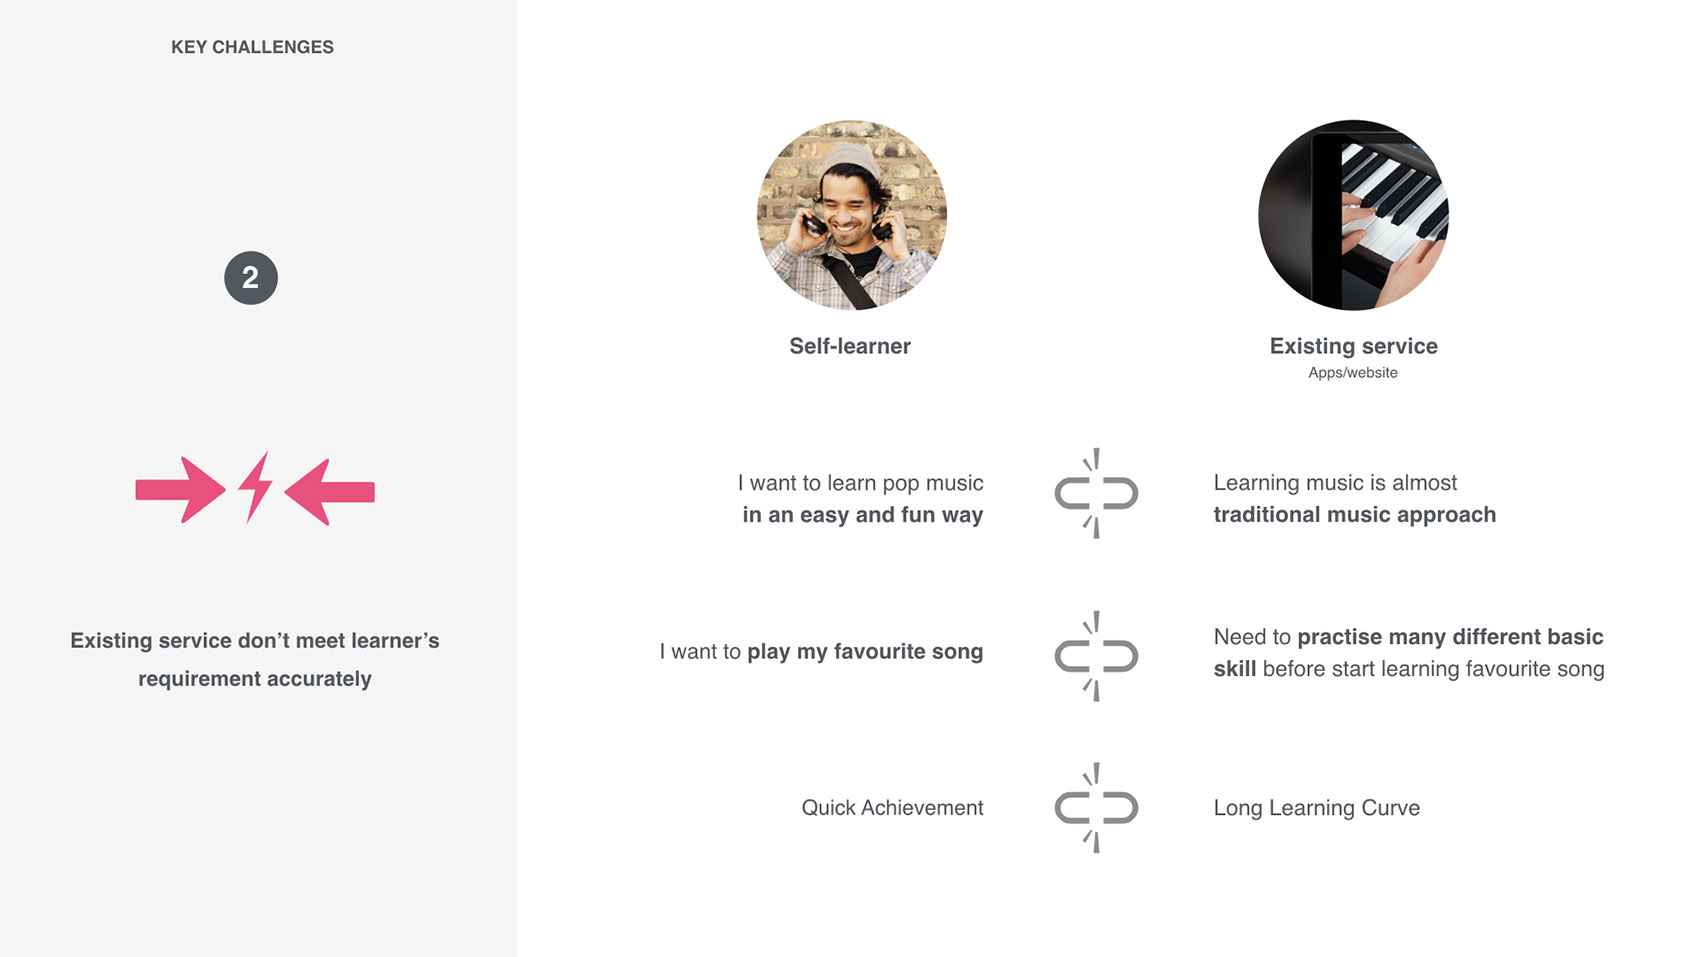 KEY CHALLENGES
2
Existing service don’t meet learner’s
requirement accurately
Self-learner
Existing service
Apps/website
I want to learn pop music
in an easy and fun way
Learning music is almost
traditional music approach
I want to play my favourite song
Need to practise many different basic
skill before start learning favourite song
Quick Achievement
Long Learning Curve